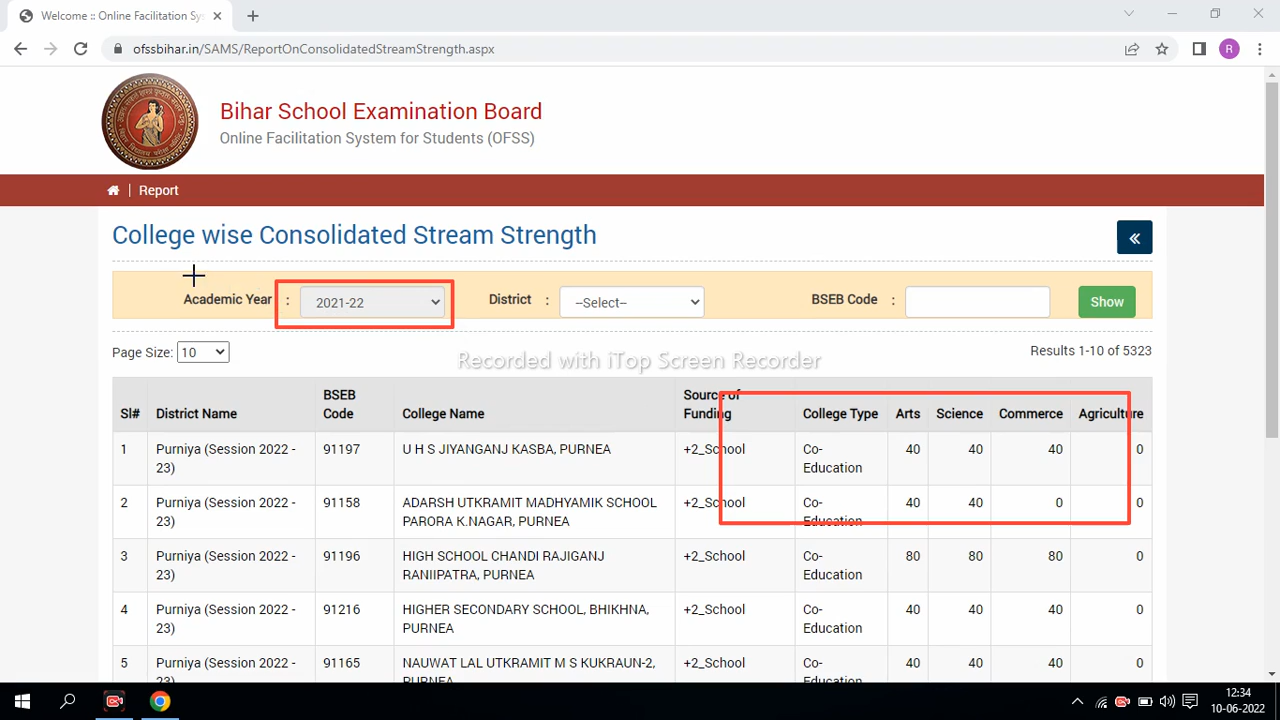 Welcome :: Online Facilitation Sys
ofssbihar.in/SAMS/ReportOnConsolidatedStreamStrength.aspx
R
Bihar School Examination Board
Online Facilitation System for Students (OFSS)
| Report
College wise Consolidated Stream Strength
«
Academic Year : 2021-22 District : --Select-- BSEB Code : Show
Page Size: 10 Results 1-10 of 5323
Recorded with iTop Screen Recorder
Sl# District Name BSEB Code College Name Source of Funding College Type Arts Science Commerce Agriculture
1 Purniya (Session 2022 - 23) 91197 U H S JIYANGANJ KASBA, PURNEA +2_School Co-Education 40 40 40 0
2 Purniya (Session 2022 - 23) 91158 ADARSH UTKRAMIT MADHYAMIK SCHOOL PARORA K.NAGAR, PURNEA +2_School Co-Education 40 40 0 0
3 Purniya (Session 2022 - 23) 91196 HIGH SCHOOL CHANDI RAJIGANJ RANIIPATRA, PURNEA +2_School Co-Education 80 80 80 0
4 Purniya (Session 2022 - 23) 91216 HIGHER SECONDARY SCHOOL, BHIKHNA, PURNEA +2_School Co-Education 40 40 40 0
5 Purniya (Session 2022 - 23) 91165 NAUWAT LAL UTKRAMIT M S KUKRAUN-2, PURNEA +2_School Co-Education 40 40 40 0
12:34
10-06-2022